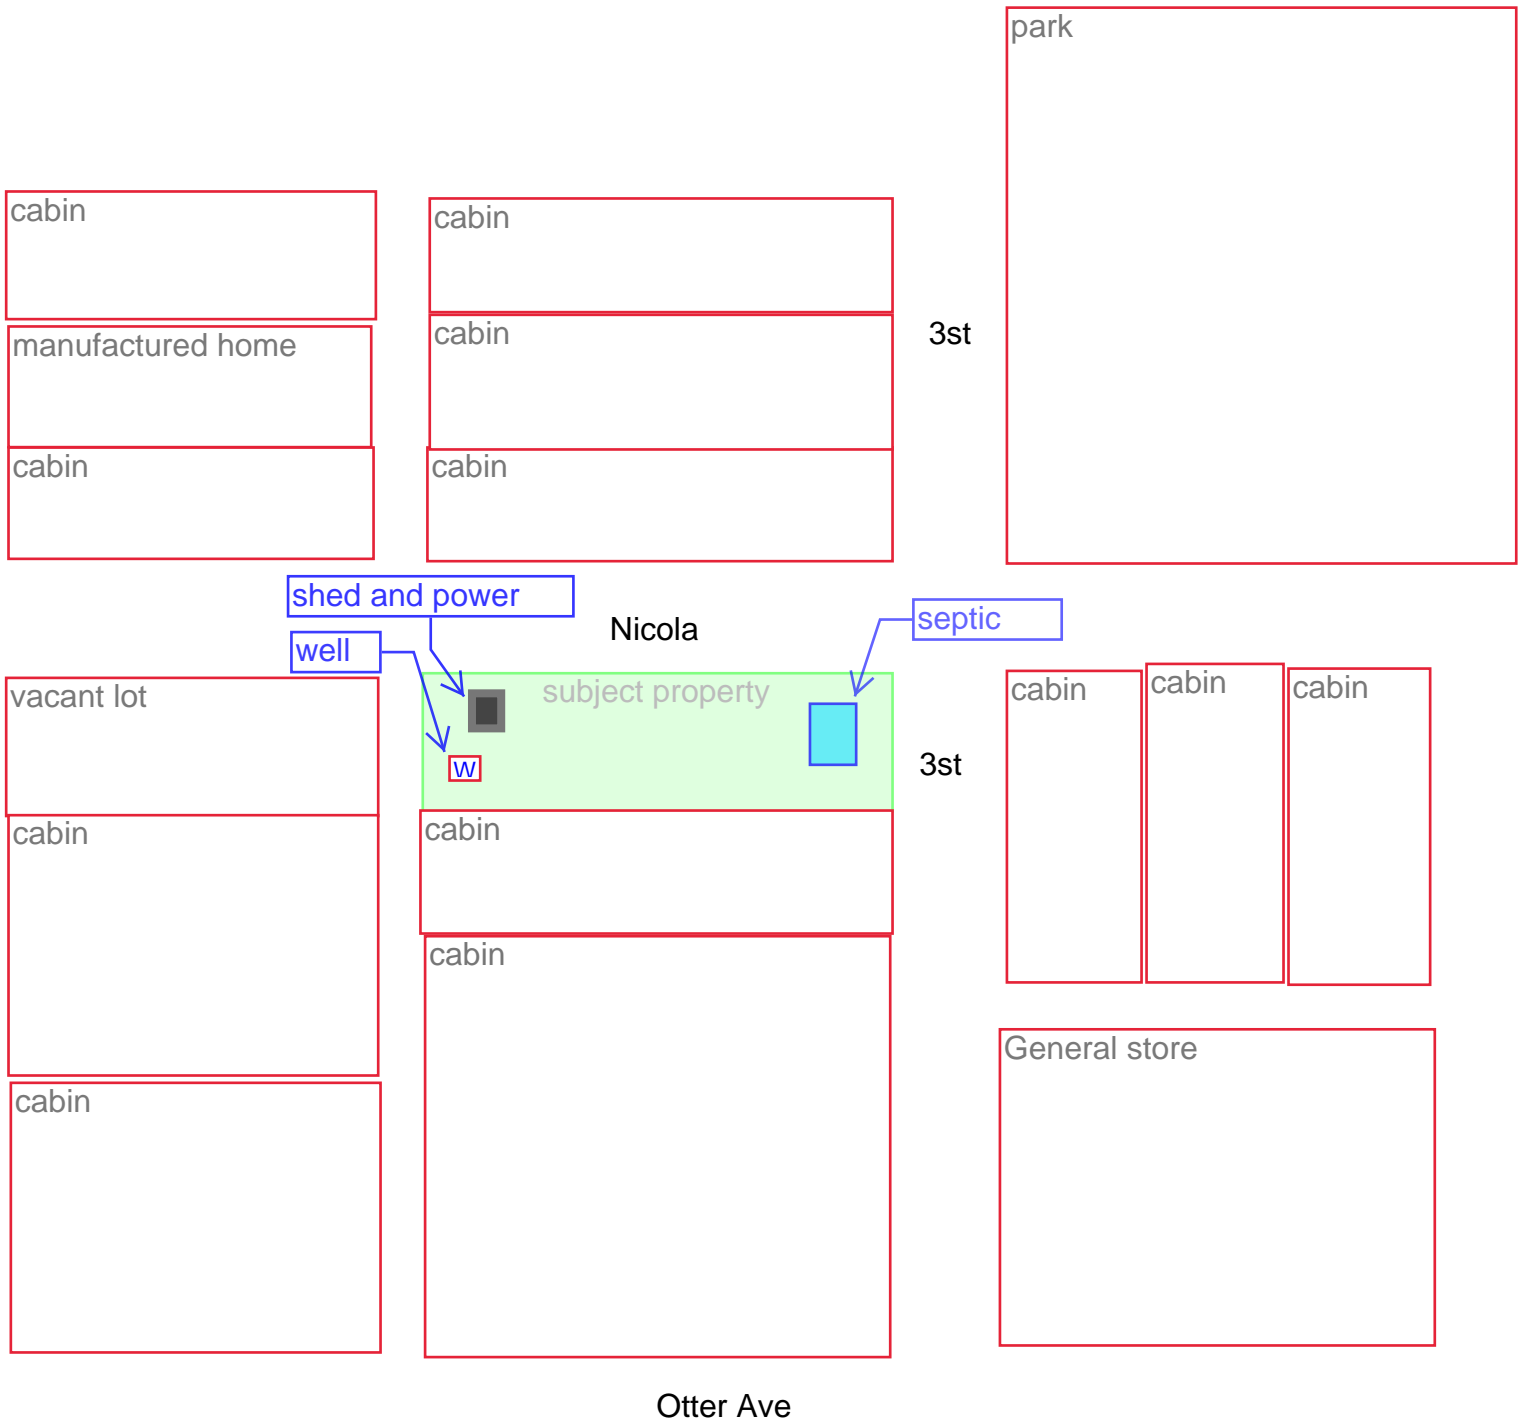 park
cabin
cabin
manufactured home
cabin
3st
cabin
cabin
shed and power
septic
Nicola
well
subject property
vacant lot
cabin
cabin
cabin
W
3st
cabin
cabin
cabin
General store
cabin
Otter Ave